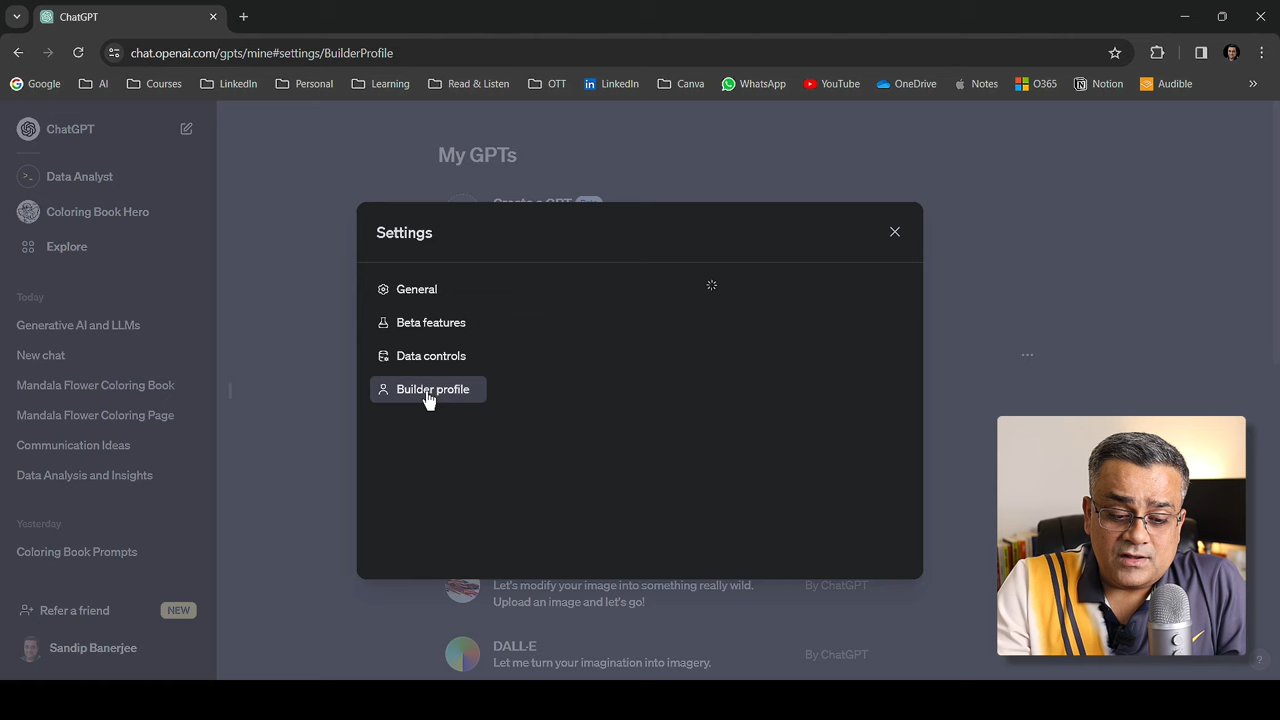 ChatGPT
chat.openai.com/gpts/mine#settings/BuilderProfile
Google
AI
Courses
LinkedIn
Personal
Learning
Read & Listen
OTT
LinkedIn
Canva
WhatsApp
YouTube
OneDrive
Notes
O365
Notion
Audible
ChatGPT
Data Analyst
Coloring Book Hero
Explore
Today
Generative AI and LLMs
New chat
Mandala Flower Coloring Book
Mandala Flower Coloring Page
Communication Ideas
Data Analysis and Insights
Yesterday
Coloring Book Prompts
Refer a friend NEW
Sandip Banerjee
My GPTs
Create a GPT
Settings
General
Beta features
Data controls
Builder profile
Let's modify your image into something really wild.
Upload an image and let's go!
By ChatGPT
DALL·E
Let me turn your imagination into imagery.
By ChatGPT